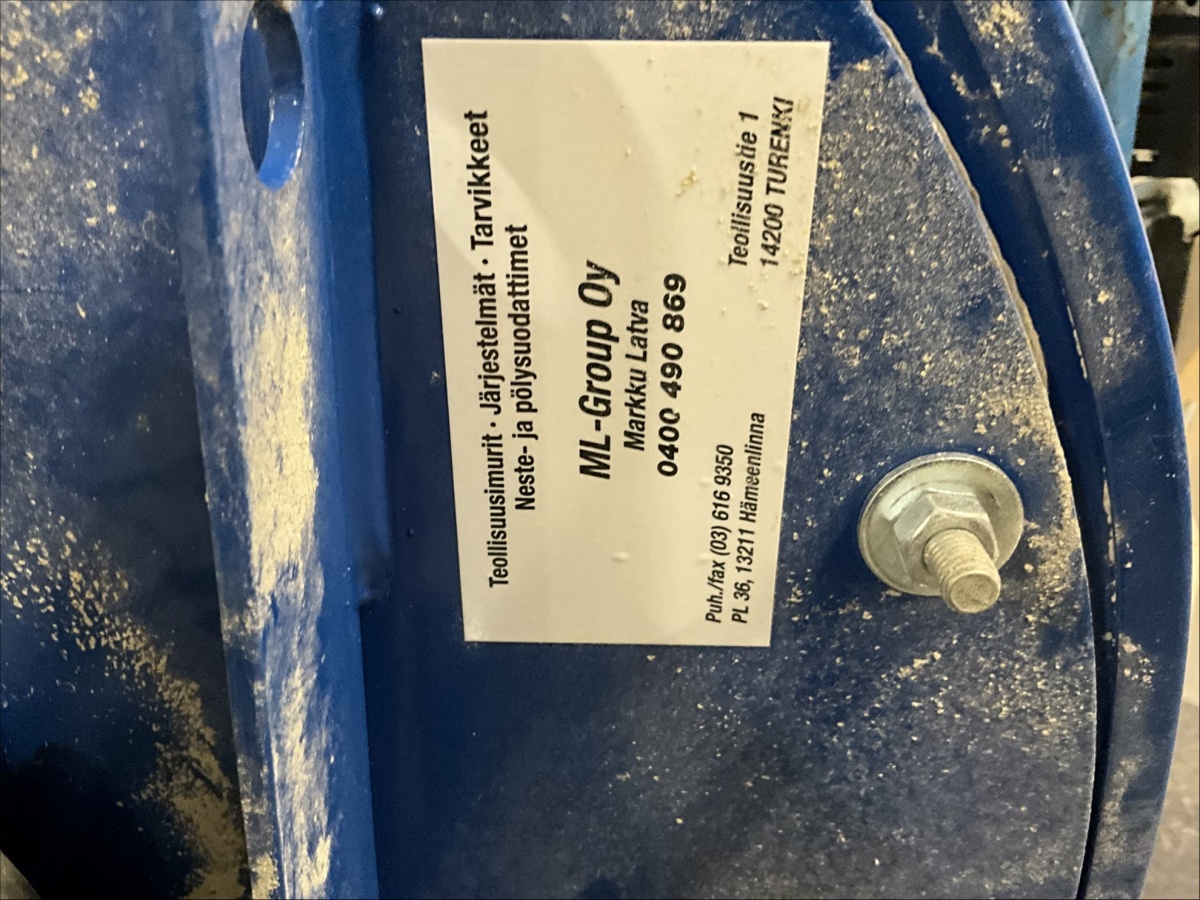 Teollisuusimurit · Järjestelmät · Tarvikkeet
Neste- ja pölysuodattimet
ML-Group Oy
Markku Latva
0400 490 869
Puh./fax (03) 616 9350
PL 36, 13211 Hämeenlinna
Teollisuustie 1
14200 TURENKI